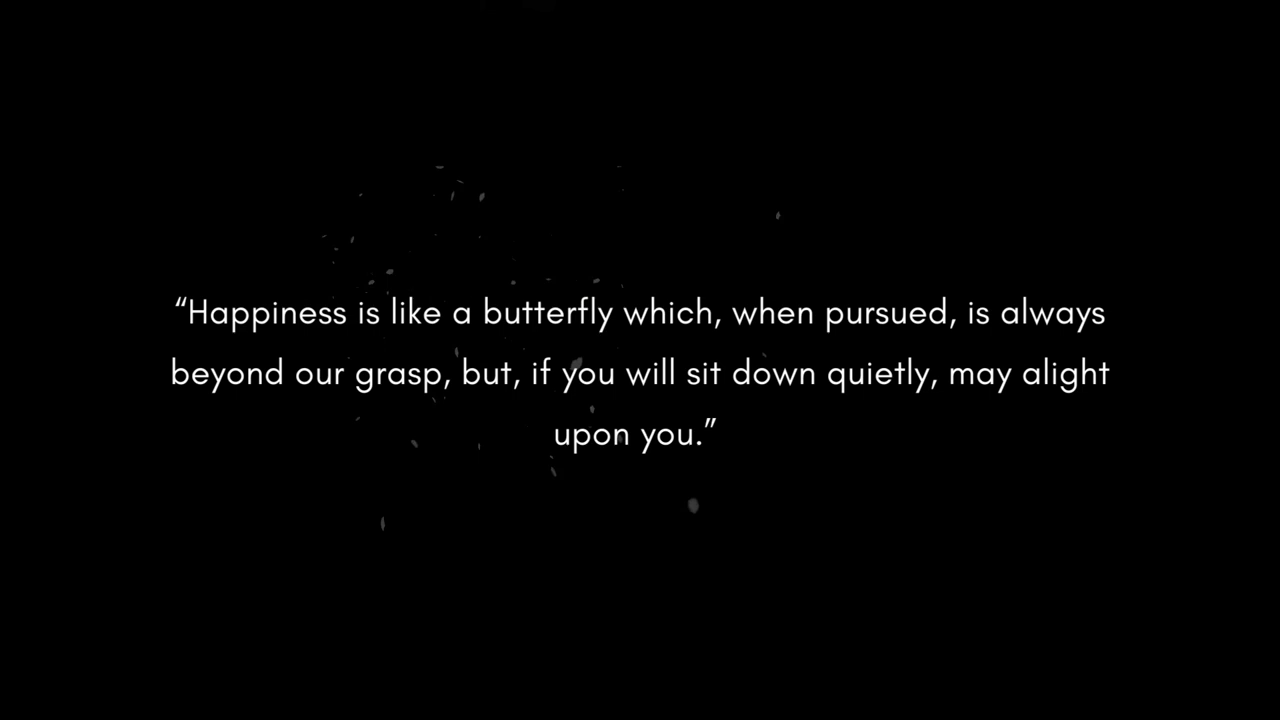 “Happiness is like a butterfly which, when pursued, is always
beyond our grasp, but, if you will sit down quietly, may alight
upon you.”